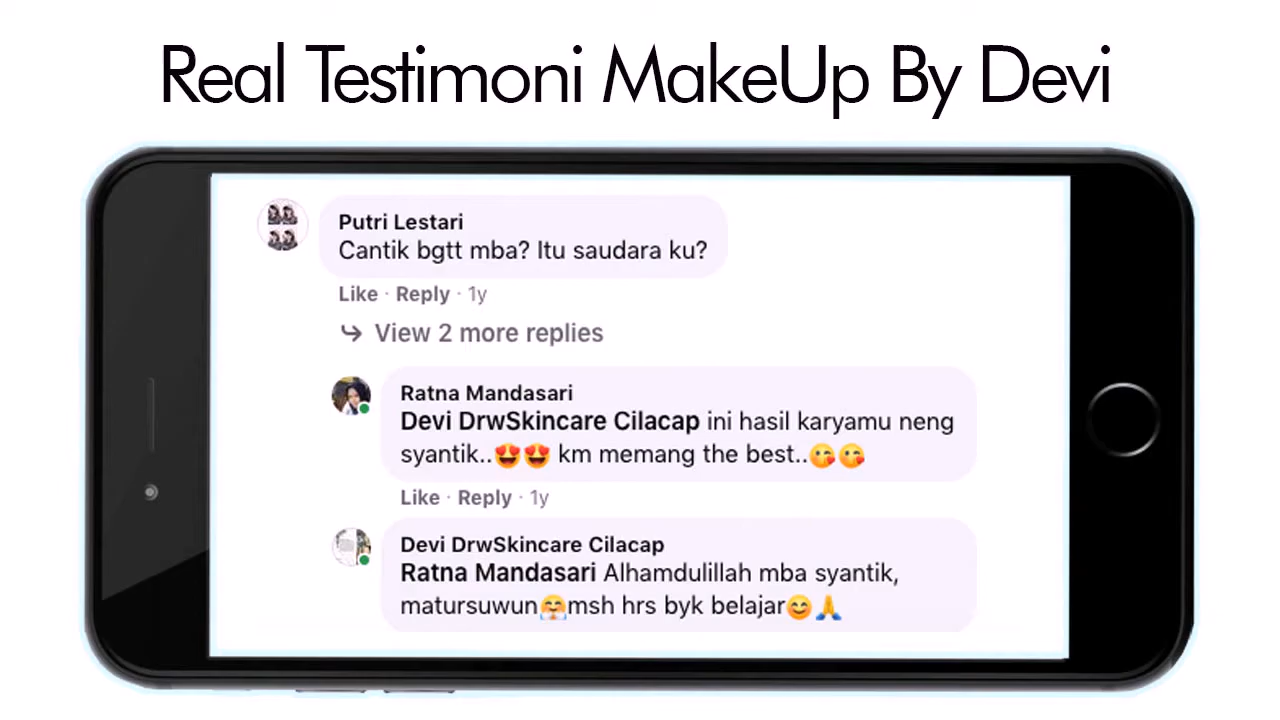 Real Testimoni MakeUp By Devi
Putri Lestari
Cantik bgtt mba? Itu saudara ku?
Like · Reply · 1y
View 2 more replies
Ratna Mandasari
Devi DrwSkincare Cilacap ini hasil karyamu neng
syantik..😍😍 km memang the best..😘😘
Like · Reply · 1y
Devi DrwSkincare Cilacap
Ratna Mandasari Alhamdulillah mba syantik,
matursuwun🤗msh hrs byk belajar😊🙏